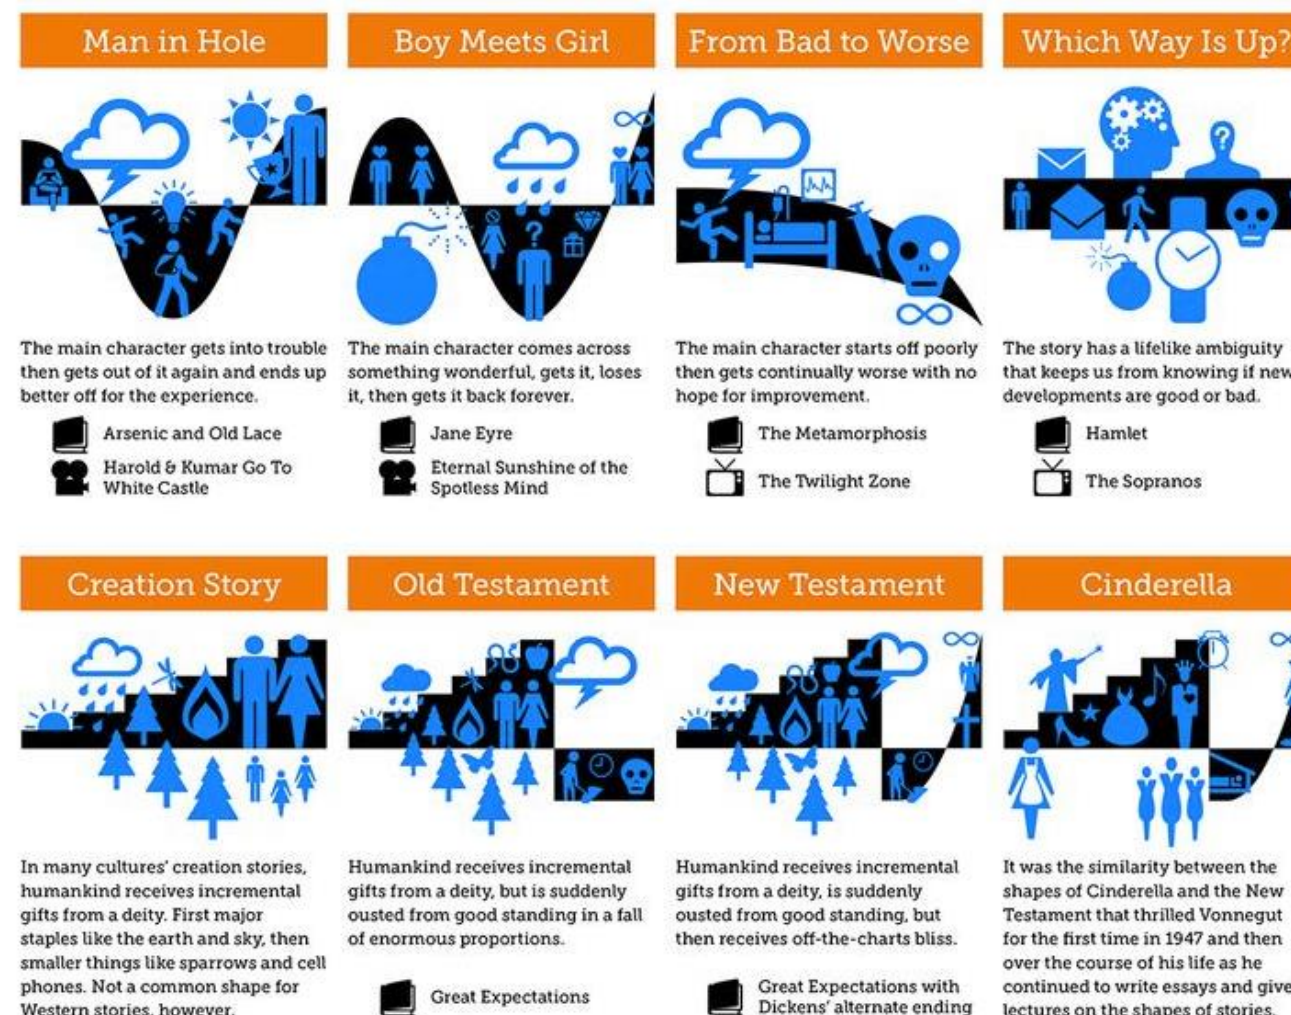 Man in Hole
The main character gets into trouble
then gets out of it again and ends up
better off for the experience.
Arsenic and Old Lace
Harold & Kumar Go To
White Castle
Boy Meets Girl
?
The main character comes across
something wonderful, gets it, loses
it, then gets it back forever.
Jane Eyre
Eternal Sunshine of the
Spotless Mind
From Bad to Worse
The main character starts off poorly
then gets continually worse with no
hope for improvement.
The Metamorphosis
The Twilight Zone
Which Way Is Up?
?
The story has a lifelike ambiguity
that keeps us from knowing if new
developments are good or bad.
Hamlet
The Sopranos
Creation Story
In many cultures' creation stories,
humankind receives incremental
gifts from a deity. First major
staples like the earth and sky, then
smaller things like sparrows and cell
phones. Not a common shape for
Western stories, however.
Old Testament
Humankind receives incremental
gifts from a deity, but is suddenly
ousted from good standing in a fall
of enormous proportions.
Great Expectations
New Testament
Humankind receives incremental
gifts from a deity, is suddenly
ousted from good standing, but
then receives off-the-charts bliss.
Great Expectations with
Dickens' alternate ending
Cinderella
It was the similarity between the
shapes of Cinderella and the New
Testament that thrilled Vonnegut
for the first time in 1947 and then
over the course of his life as he
continued to write essays and give
lectures on the shapes of stories.